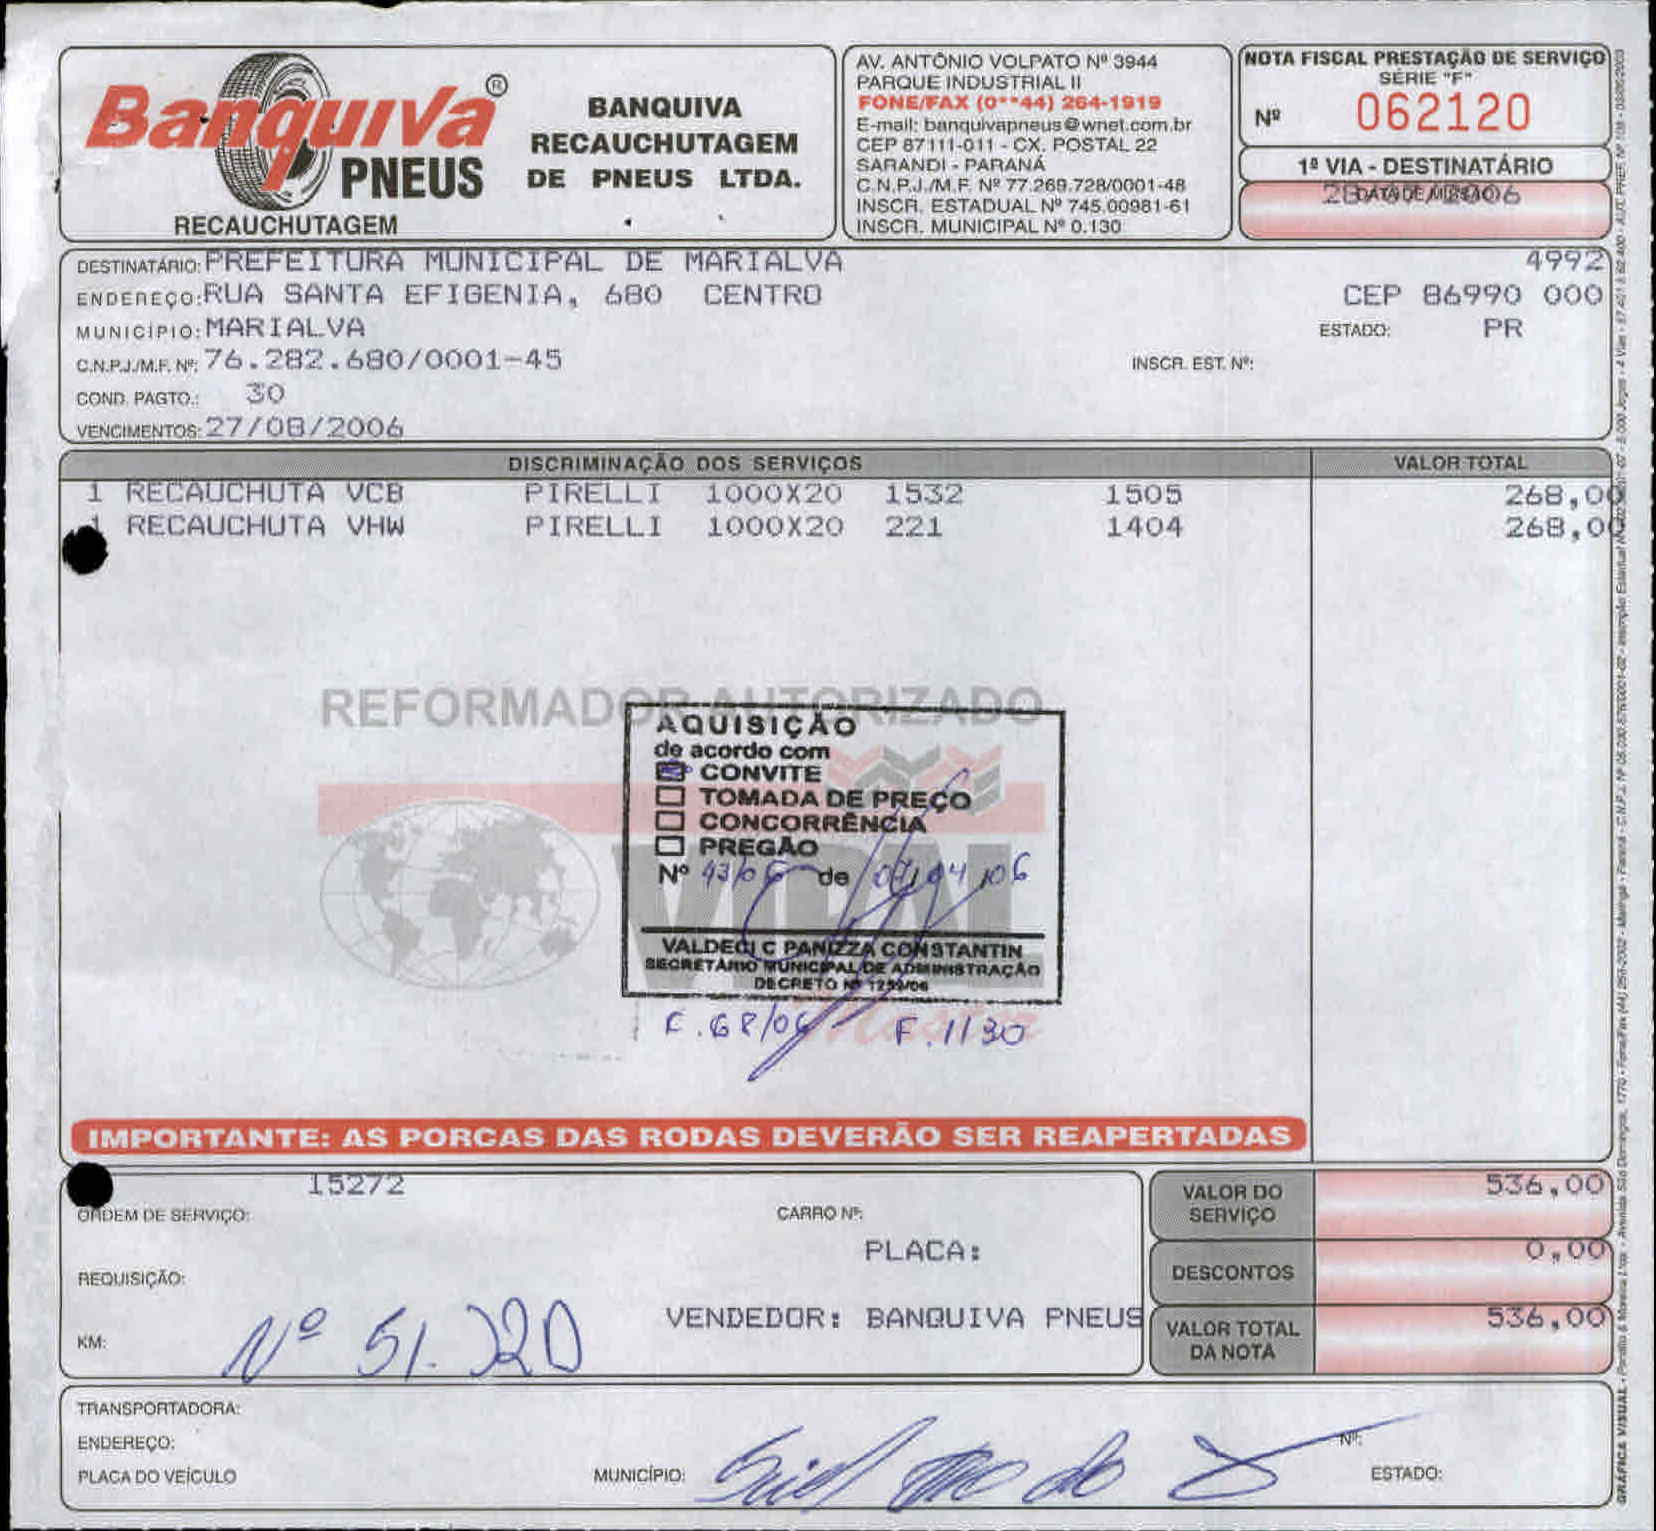 Banquiva ®
PNEUS
RECAUCHUTAGEM
BANQUIVA
RECAUCHUTAGEM
DE PNEUS LTDA.
AV. ANTÔNIO VOLPATO Nº 3944
PARQUE INDUSTRIAL II
FONE/FAX (0**44) 264-1919
E-mail: banquivapneus@wnet.com.br
CEP 87111-011 - CX. POSTAL 22
SARANDI - PARANÁ
C.N.P.J./M.F. Nº 77.269.728/0001-48
INSCR. ESTADUAL Nº 745.00981-61
INSCR. MUNICIPAL Nº 0.130
NOTA FISCAL PRESTAÇÃO DE SERVIÇO
SÉRIE "F"
Nº 062120
1ª VIA - DESTINATÁRIO
DESTINATÁRIO: PREFEITURA MUNICIPAL DE MARIALVA 4992
ENDEREÇO: RUA SANTA EFIGENIA, 680 CENTRO CEP 86990 000
MUNICÍPIO: MARIALVA ESTADO: PR
C.N.P.J./M.F. Nº: 76.282.680/0001-45 INSCR. EST. Nº:
COND. PAGTO.: 30
VENCIMENTOS: 27/08/2006
DISCRIMINAÇÃO DOS SERVIÇOS VALOR TOTAL
1 RECAUCHUTA VCB PIRELLI 1000X20 1532 1505 268,00
1 RECAUCHUTA VHW PIRELLI 1000X20 221 1404 268,00
REFORMADOR AUTORIZADO
VIPAL
AQUISIÇÃO
de acordo com
CONVITE
TOMADA DE PREÇO
CONCORRÊNCIA
PREGÃO
Nº 43/06 de 07/04/06
VALDECI C PANIZZA CONSTANTIN
SECRETÁRIO MUNICIPAL DE ADMINISTRAÇÃO
DECRETO Nº 1259/06
F. 1130
IMPORTANTE: AS PORCAS DAS RODAS DEVERÃO SER REAPERTADAS
15272
ORDEM DE SERVIÇO: CARRO Nº:
PLACA:
REQUISIÇÃO:
VENDEDOR: BANQUIVA PNEUS
KM: Nº 51.320
VALOR DO SERVIÇO 536,00
DESCONTOS 0,00
VALOR TOTAL DA NOTA 536,00
TRANSPORTADORA:
ENDEREÇO: Nº:
PLACA DO VEÍCULO MUNICÍPIO: ESTADO: